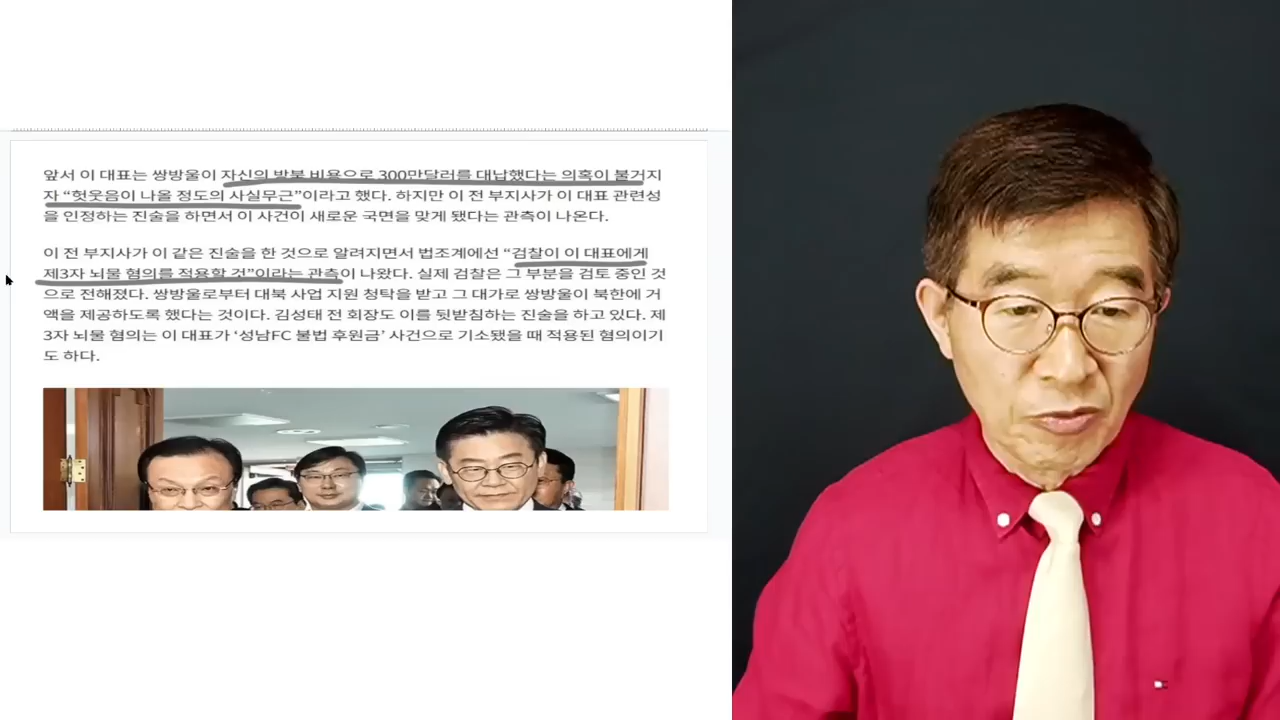 앞서 이 대표는 쌍방울이 자신의 방북 비용으로 300만달러를 대납했다는 의혹이 불거지
자 “헛웃음이 나올 정도의 사실무근”이라고 했다. 하지만 이 전 부지사가 이 대표 관련성
을 인정하는 진술을 하면서 이 사건이 새로운 국면을 맞게 됐다는 관측이 나온다.
이 전 부지사가 이 같은 진술을 한 것으로 알려지면서 법조계에선 “검찰이 이 대표에게
제3자 뇌물 혐의를 적용할 것”이라는 관측이 나왔다. 실제 검찰은 그 부분을 검토 중인 것
으로 전해졌다. 쌍방울로부터 대북 사업 지원 청탁을 받고 그 대가로 쌍방울이 북한에 거
액을 제공하도록 했다는 것이다. 김성태 전 회장도 이를 뒷받침하는 진술을 하고 있다. 제
3자 뇌물 혐의는 이 대표가 ‘성남FC 불법 후원금’ 사건으로 기소됐을 때 적용된 혐의이기
도 하다.